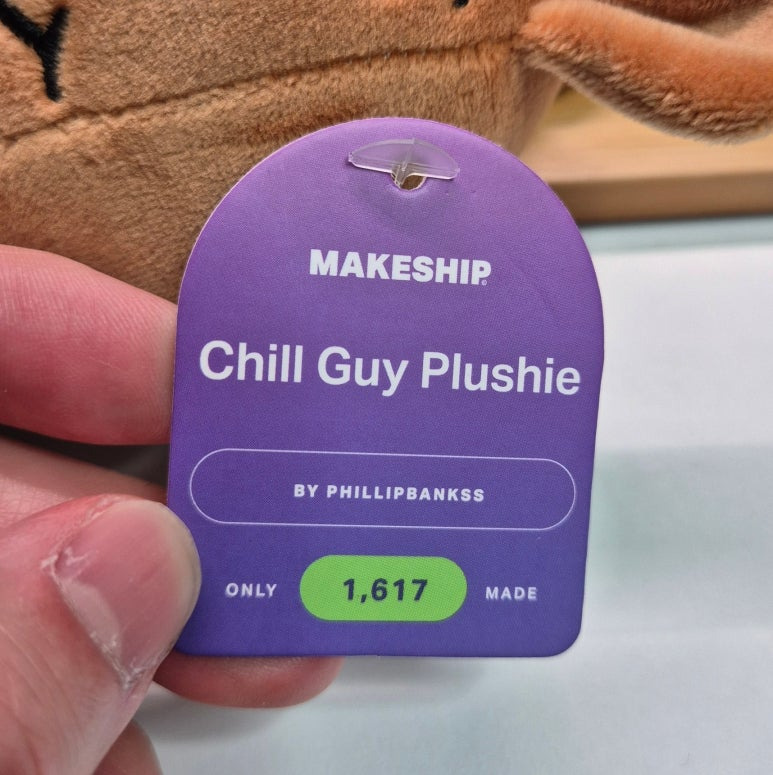 MAKESHIP
Chill Guy Plushie
BY PHILLIPBANKSS
ONLY 1,617 MADE